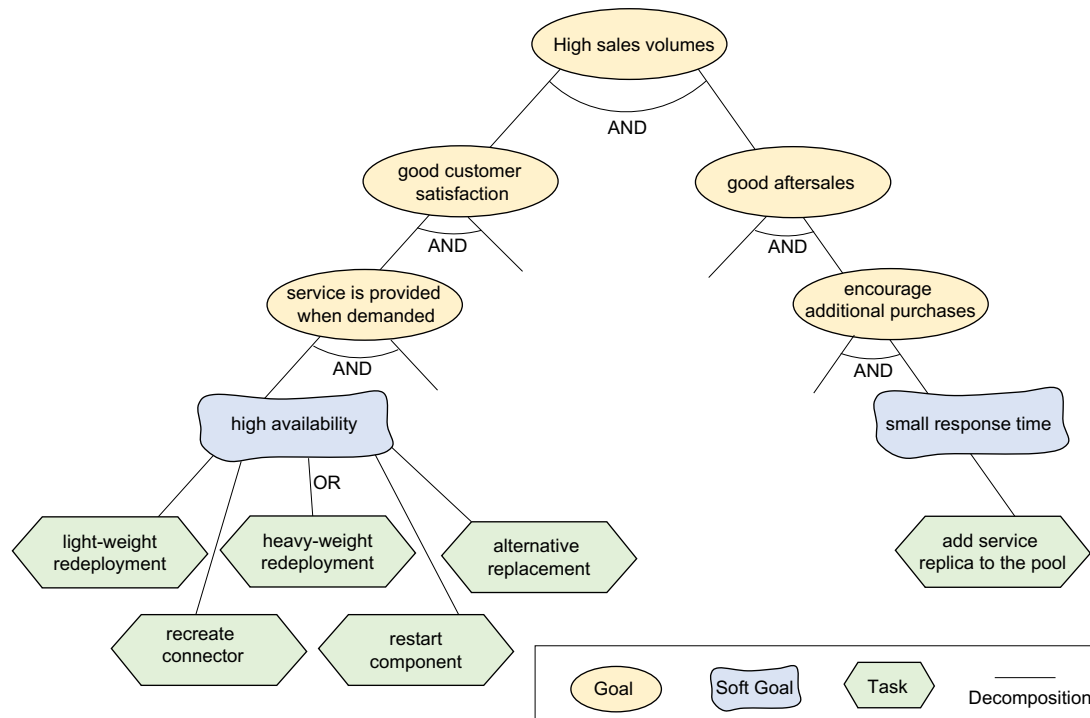 High sales volumes
AND
good customer
satisfaction
good aftersales
AND
AND
service is provided
when demanded
encourage
additional purchases
AND
AND
high availability
small response time
OR
light-weight
redeployment
heavy-weight
redeployment
alternative
replacement
add service
replica to the pool
recreate
connector
restart
component
Goal
Soft Goal
Task
Decomposition